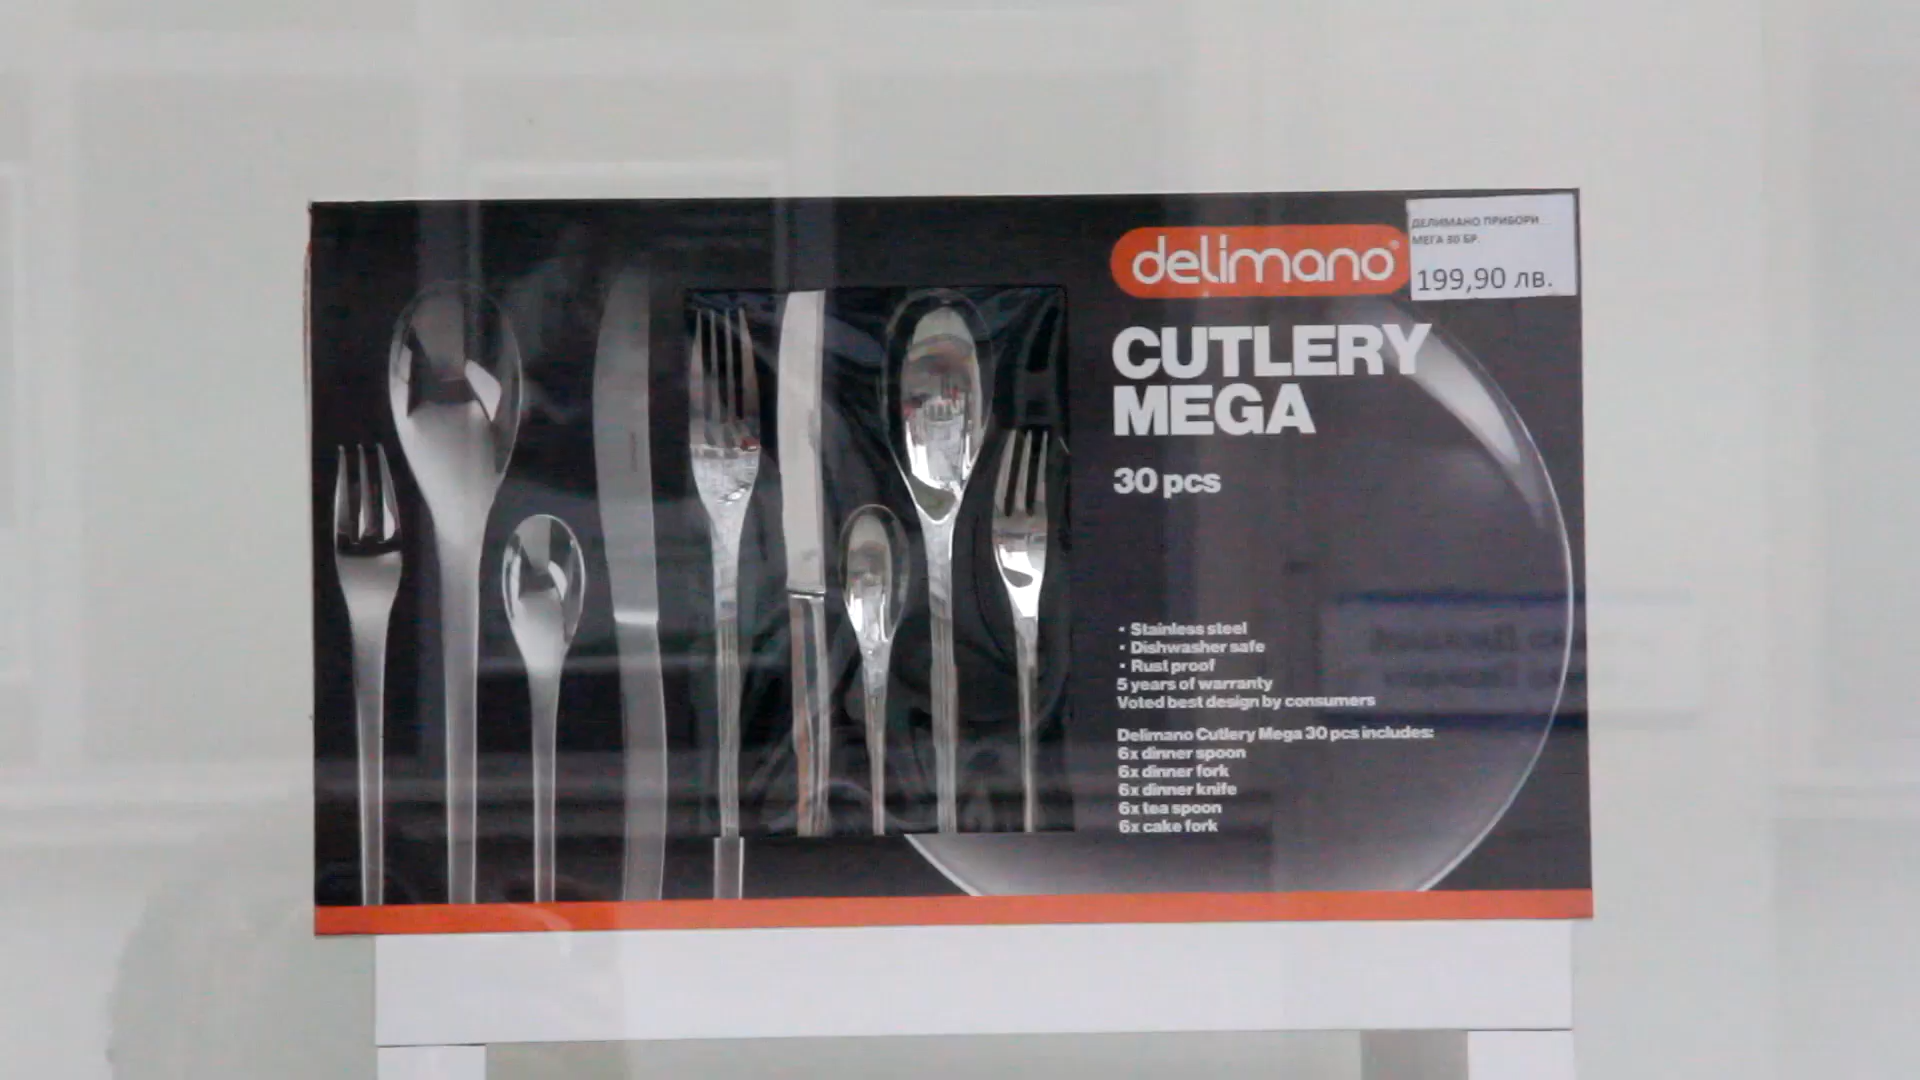 delimano®
ДЕЛИМАНО ПРИБОРИ
МЕГА 30 БР.
199,90 лв.
CUTLERY
MEGA
30 pcs
• Stainless steel
• Dishwasher safe
• Rust proof
5 years of warranty
Voted best design by consumers
Delimano Cutlery Mega 30 pcs includes:
6x dinner spoon
6x dinner fork
6x dinner knife
6x tea spoon
6x cake fork